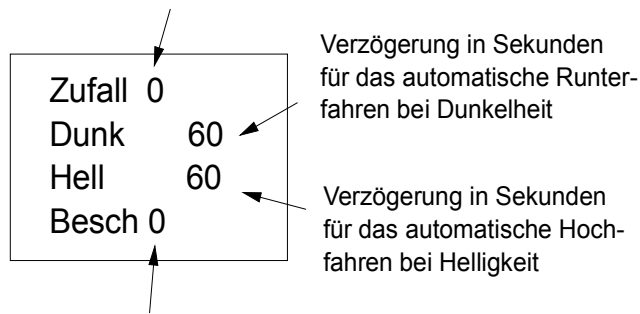 Zufall 0
Dunk 60
Hell 60
Besch 0
Verzögerung in Sekunden
für das automatische Runter-
fahren bei Dunkelheit
Verzögerung in Sekunden
für das automatische Hoch-
fahren bei Helligkeit